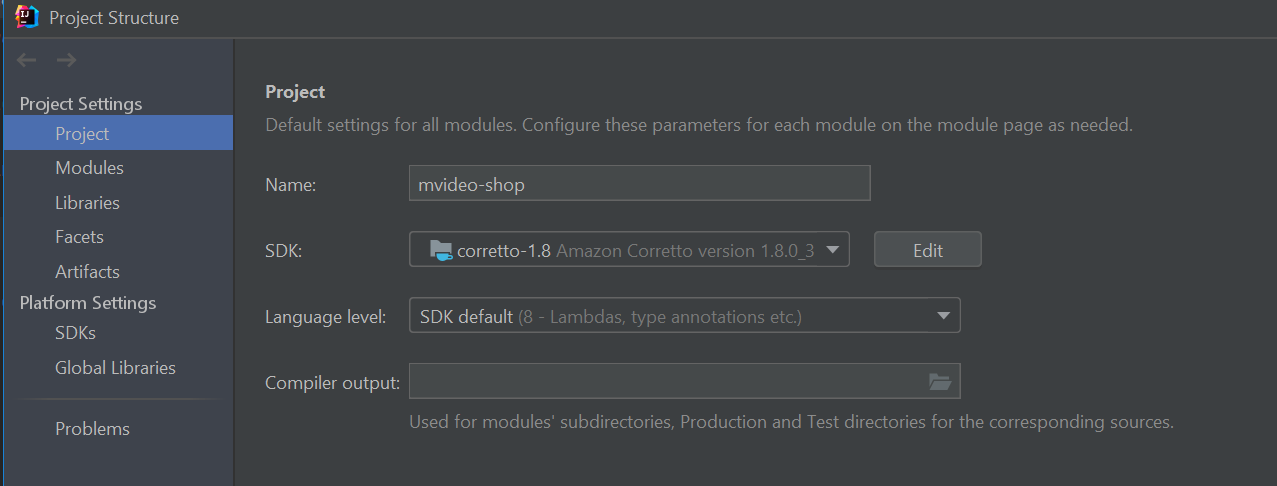 Project Structure
Project Settings
Project
Modules
Libraries
Facets
Artifacts
Platform Settings
SDKs
Global Libraries
Problems
Project
Default settings for all modules. Configure these parameters for each module on the module page as needed.
Name: mvideo-shop
SDK: corretto-1.8 Amazon Corretto version 1.8.0_3 Edit
Language level: SDK default (8 - Lambdas, type annotations etc.)
Compiler output:
Used for modules' subdirectories, Production and Test directories for the corresponding sources.